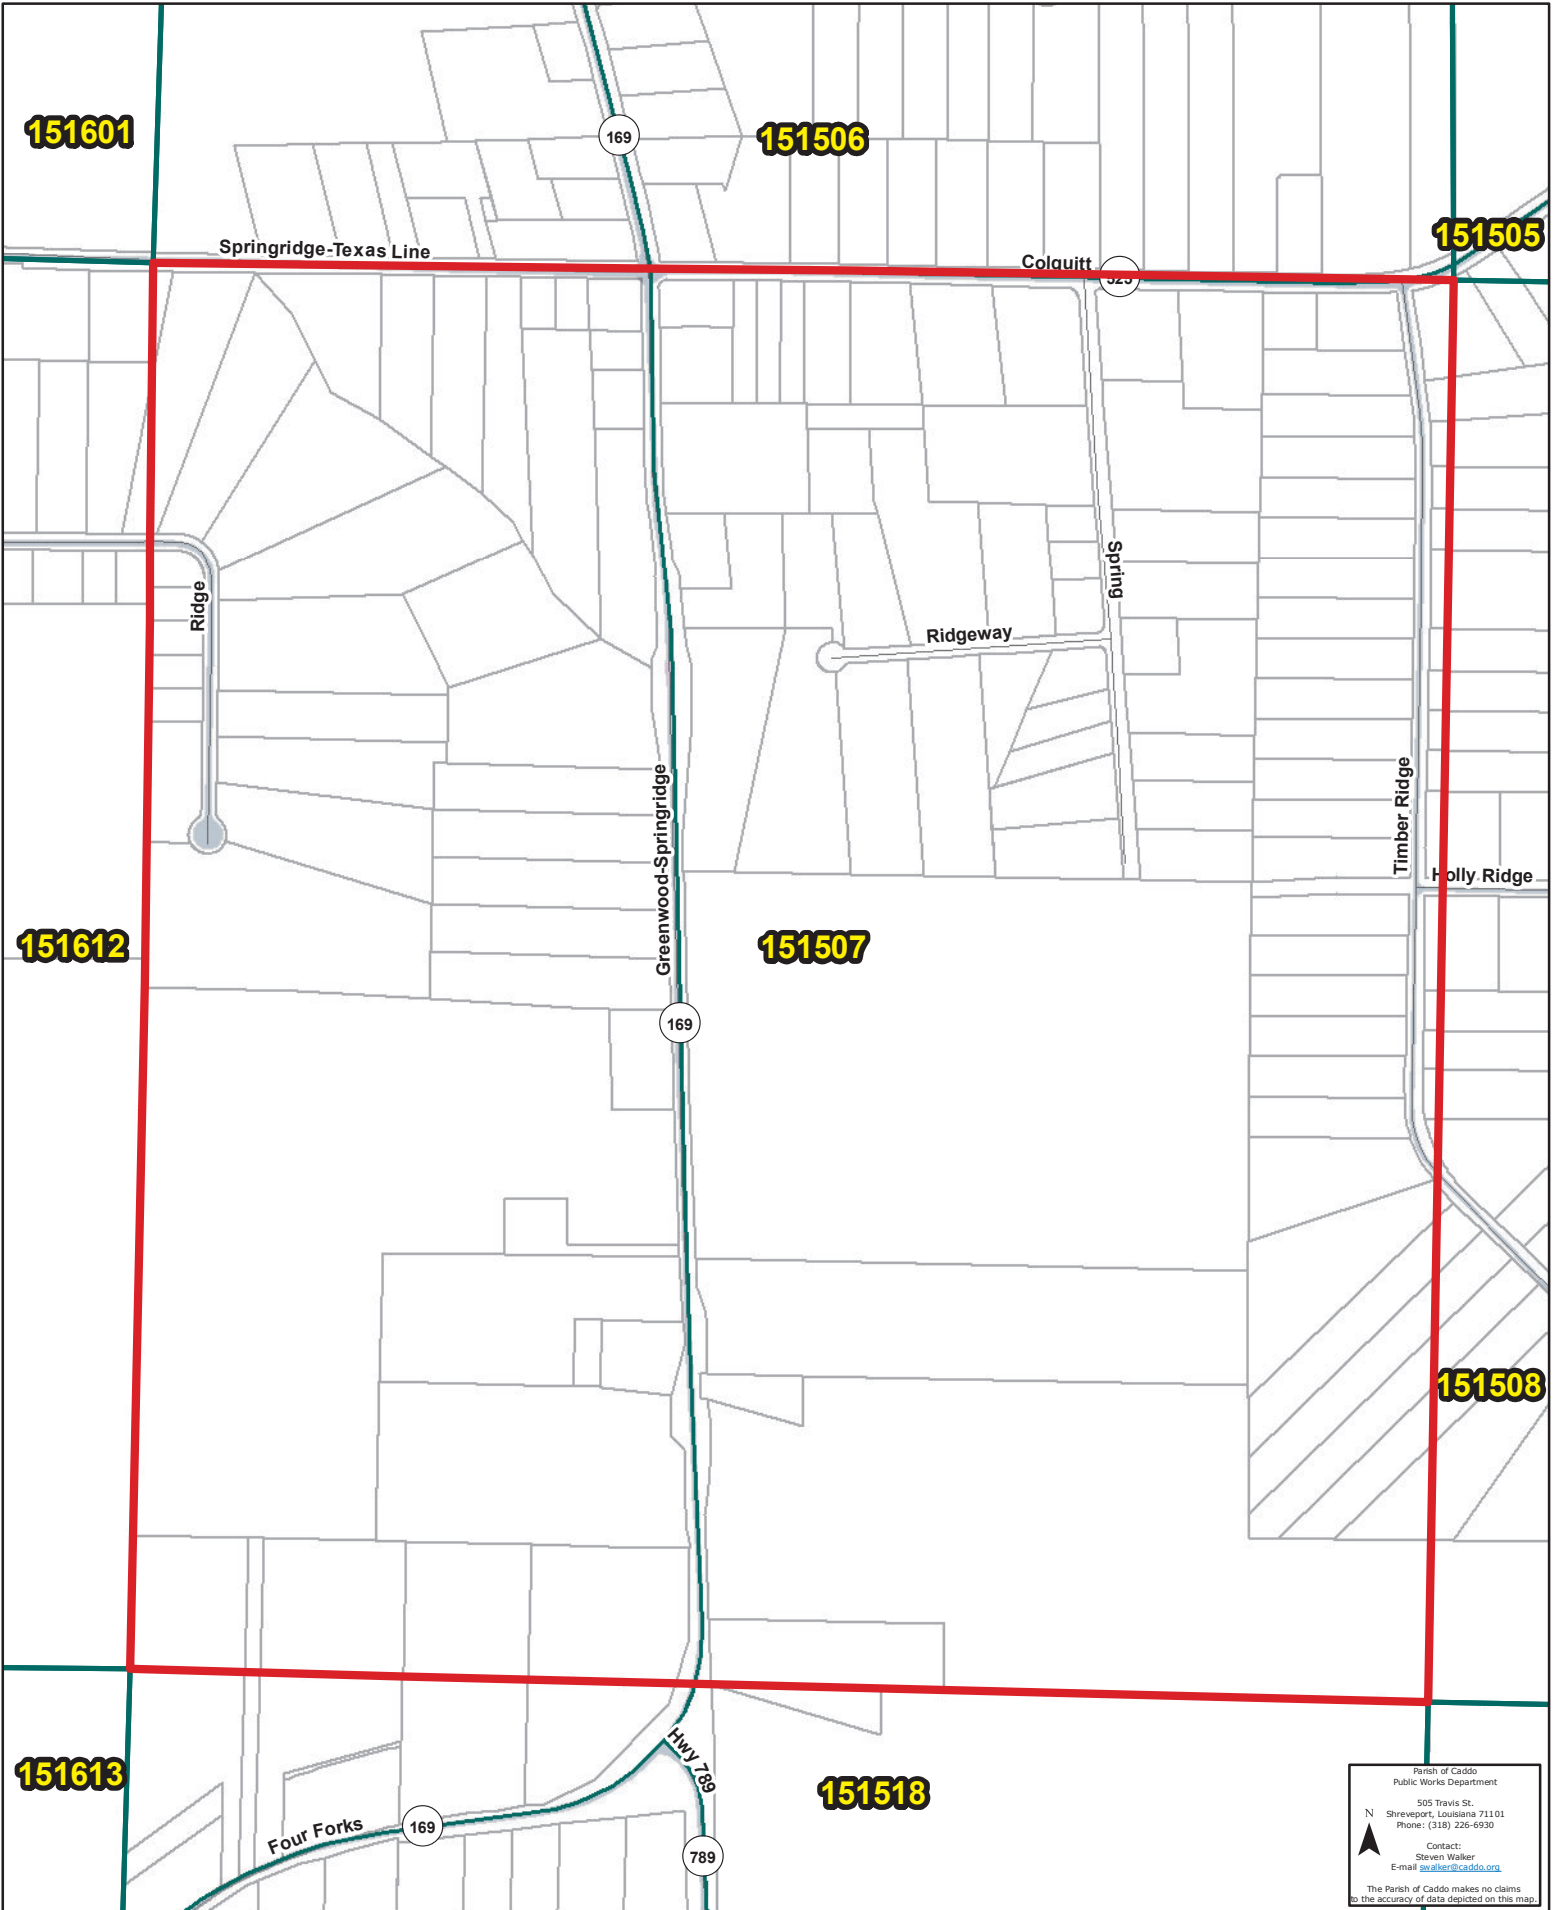 151601
169
151506
151505
Springridge-Texas Line
Colquitt
525
Ridge
Spring
Ridgeway
Greenwood-Springridge
Timber Ridge
Holly Ridge
151612
151507
169
151508
Hwy 789
151613
151518
Four Forks
169
789
Parish of Caddo
Public Works Department
505 Travis St.
N
Shreveport, Louisiana 71101
Phone: (318) 226-6930
Contact:
Steven Walker
E-mail swalker@caddo.org
The Parish of Caddo makes no claims
to the accuracy of data depicted on this map.